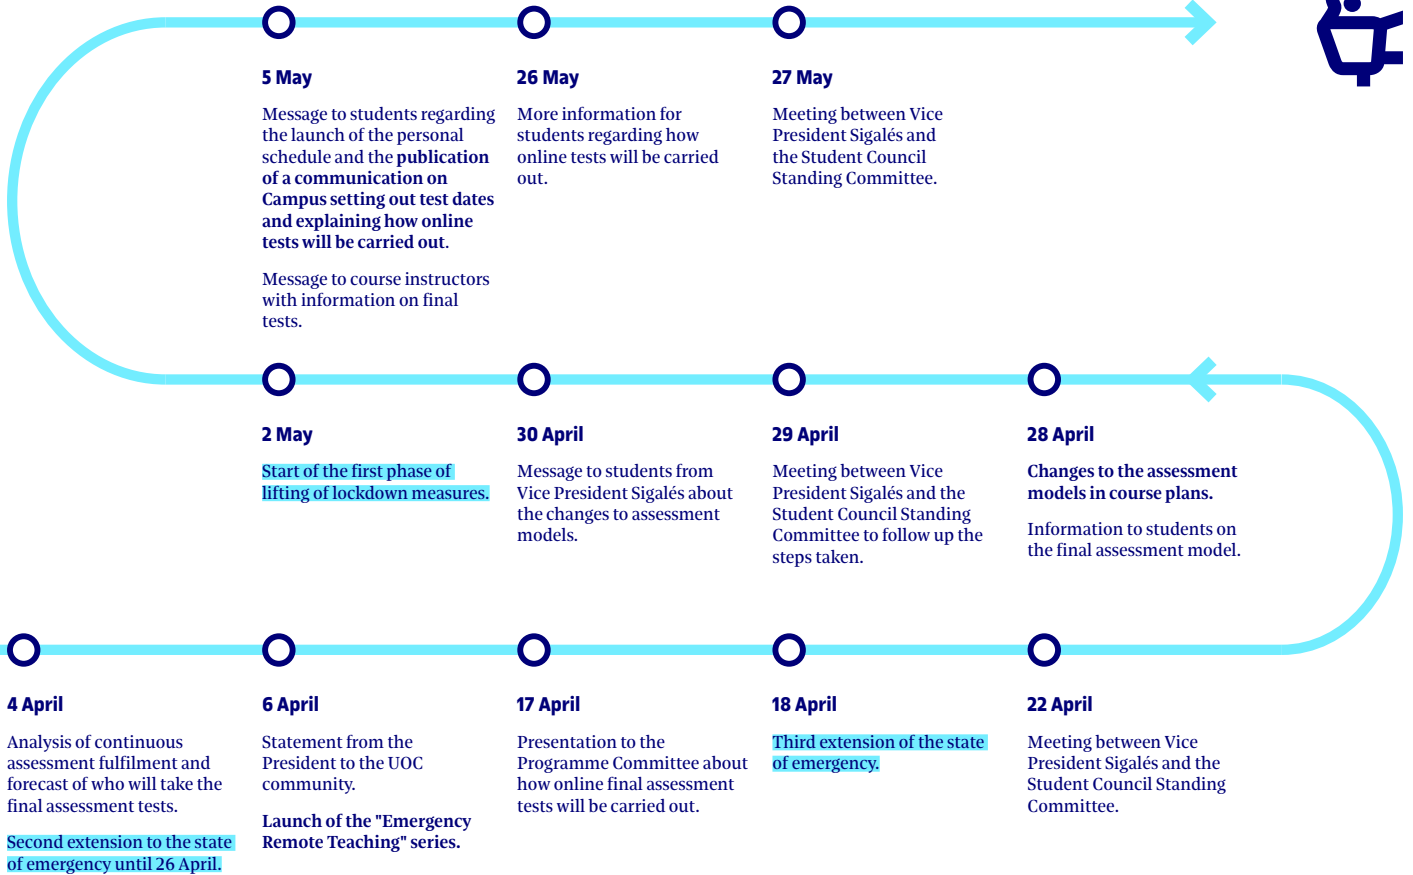 5 May
Message to students regarding
the launch of the personal
schedule and the publication
of a communication on
Campus setting out test dates
and explaining how online
tests will be carried out.
Message to course instructors
with information on final
tests.
26 May
More information for
students regarding how
online tests will be carried
out.
27 May
Meeting between Vice
President Sigalés and
the Student Council
Standing Committee.
2 May
Start of the first phase of
lifting of lockdown measures.
30 April
Message to students from
Vice President Sigalés about
the changes to assessment
models.
29 April
Meeting between Vice
President Sigalés and the
Student Council Standing
Committee to follow up the
steps taken.
28 April
Changes to the assessment
models in course plans.
Information to students on
the final assessment model.
4 April
Analysis of continuous
assessment fulfilment and
forecast of who will take the
final assessment tests.
Second extension to the state
of emergency until 26 April.
6 April
Statement from the
President to the UOC
community.
Launch of the "Emergency
Remote Teaching" series.
17 April
Presentation to the
Programme Committee about
how online final assessment
tests will be carried out.
18 April
Third extension of the state
of emergency.
22 April
Meeting between Vice
President Sigalés and the
Student Council Standing
Committee.